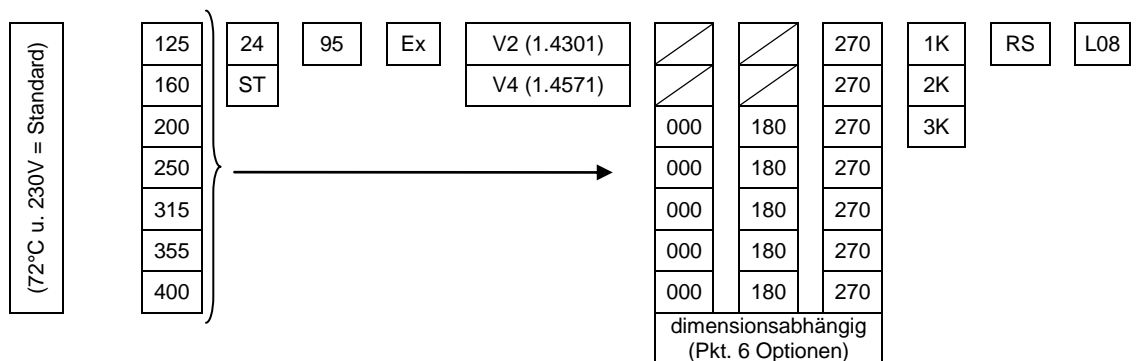 (72°C u. 230V = Standard)
125 24 95 Ex V2 (1.4301) 270 1K RS L08
160 ST V4 (1.4571) 270 2K
200 000 180 270 3K
250 000 180 270
315 000 180 270
355 000 180 270
400 000 180 270
dimensionsabhängig
(Pkt. 6 Optionen)